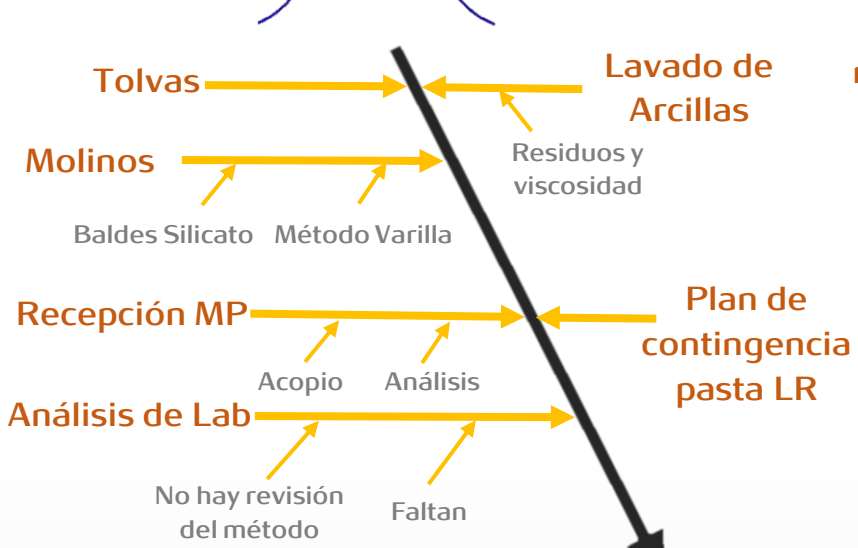 Tolvas
Lavado de
Arcillas
Residuos y
viscosidad
Molinos
Baldes Silicato
Método Varilla
Recepción MP
Plan de
contingencia
pasta LR
Acopio
Análisis
Análisis de Lab
No hay revisión
del método
Faltan